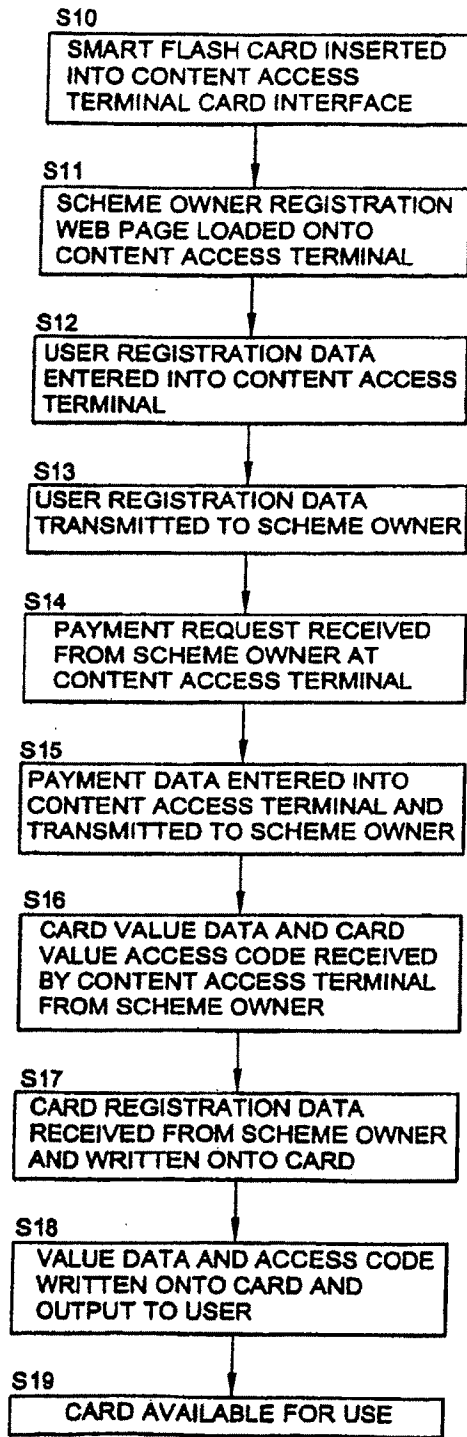 S10
SMART FLASH CARD INSERTED
INTO CONTENT ACCESS
TERMINAL CARD INTERFACE
S11
SCHEME OWNER REGISTRATION
WEB PAGE LOADED ONTO
CONTENT ACCESS TERMINAL
S12
USER REGISTRATION DATA
ENTERED INTO CONTENT ACCESS
TERMINAL
S13
USER REGISTRATION DATA
TRANSMITTED TO SCHEME OWNER
S14
PAYMENT REQUEST RECEIVED
FROM SCHEME OWNER AT
CONTENT ACCESS TERMINAL
S15
PAYMENT DATA ENTERED INTO
CONTENT ACCESS TERMINAL AND
TRANSMITTED TO SCHEME OWNER
S16
CARD VALUE DATA AND CARD
VALUE ACCESS CODE RECEIVED
BY CONTENT ACCESS TERMINAL
FROM SCHEME OWNER
S17
CARD REGISTRATION DATA
RECEIVED FROM SCHEME OWNER
AND WRITTEN ONTO CARD
S18
VALUE DATA AND ACCESS CODE
WRITTEN ONTO CARD AND
OUTPUT TO USER
S19
CARD AVAILABLE FOR USE